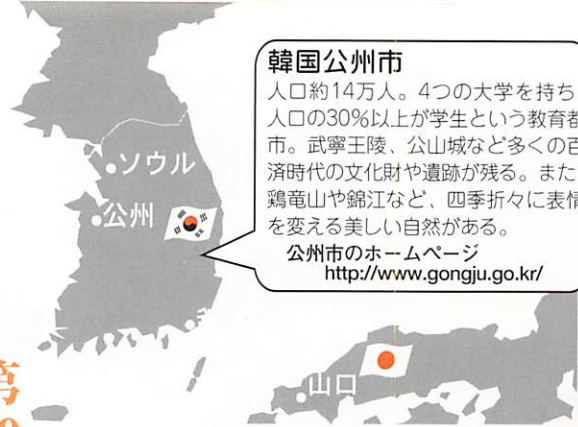 韓国公州市
人口約14万人。4つの大学を持ち
人口の30%以上が学生という教育都
市。武寧王陵、公山城など多くの百
済時代の文化財や遺跡が残る。また
鶏竜山や錦江など、四季折々に表情
を変える美しい自然がある。
公州市のホームページ
http://www.gongju.go.kr/
ソウル
公州
山口
第